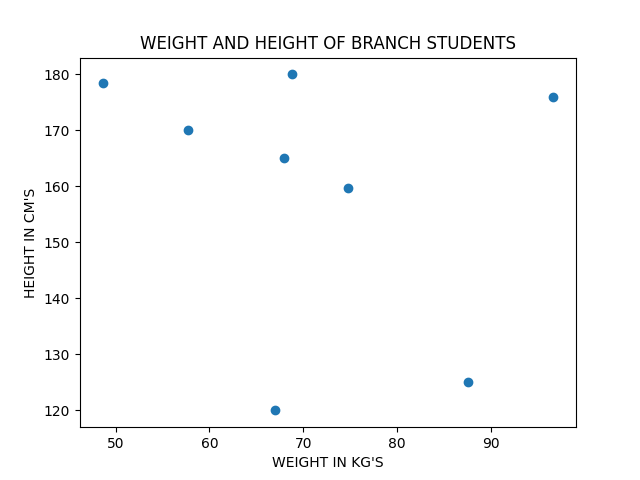 WEIGHT AND HEIGHT OF BRANCH STUDENTS
180
170
160
150
140
130
120
HEIGHT IN CM'S
50 60 70 80 90
WEIGHT IN KG'S